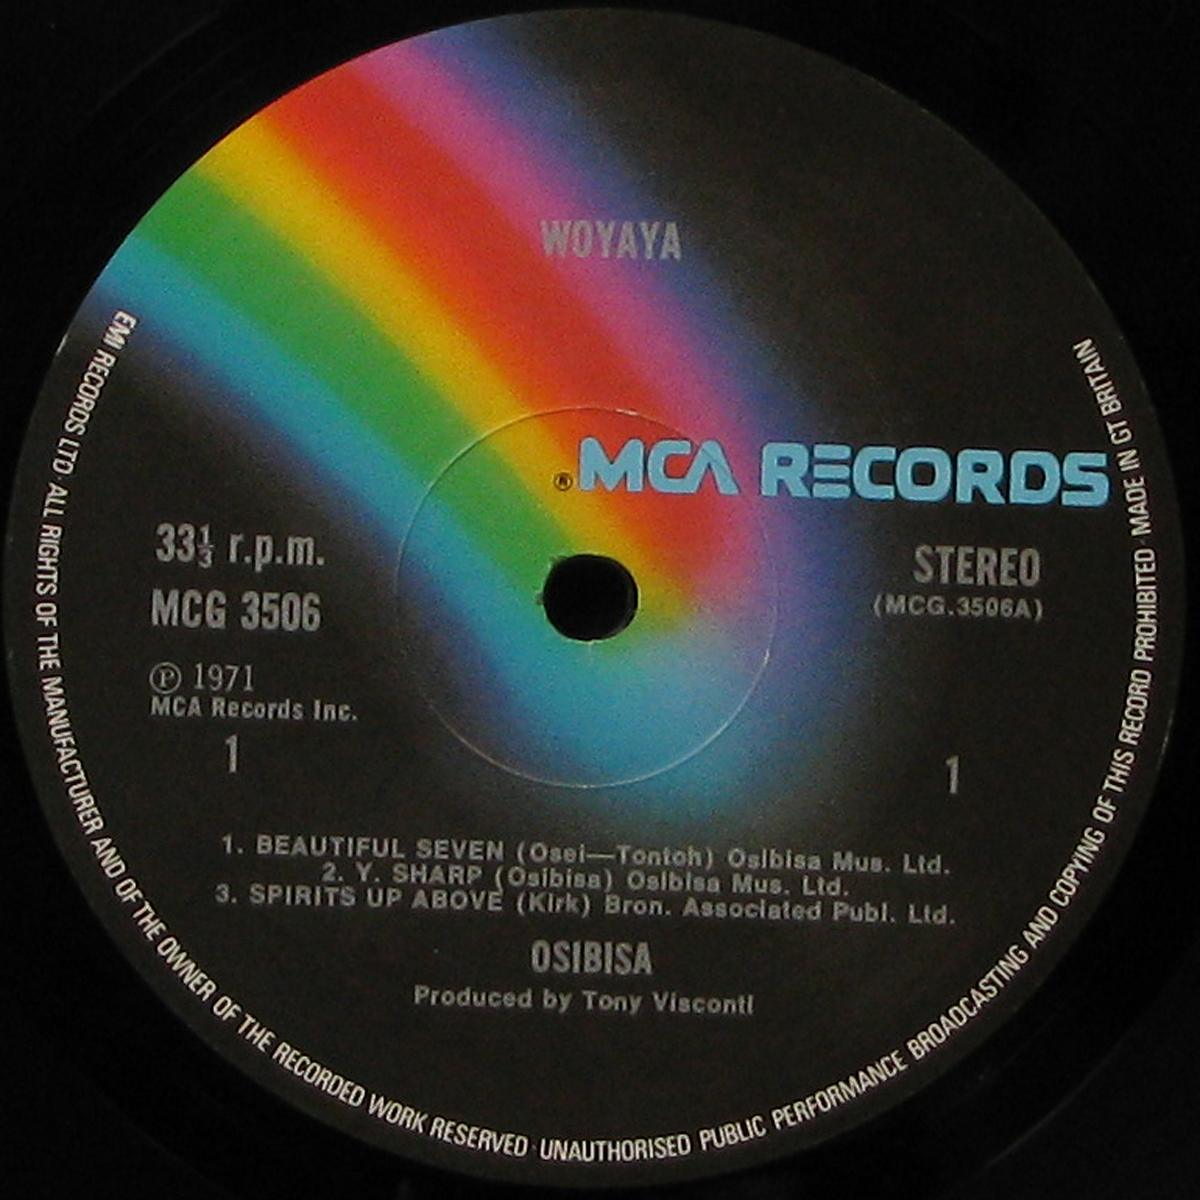 WOYAYA
® MCA RECORDS
33⅓ r.p.m.
STEREO
MCG 3506
(MCG.3506A)
Ⓟ 1971
MCA Records Inc.
1
1
1. BEAUTIFUL SEVEN (Osei—Tontoh) Osibisa Mus. Ltd.
2. Y. SHARP (Osibisa) Osibisa Mus. Ltd.
3. SPIRITS UP ABOVE (Kirk) Bron. Associated Publ. Ltd.
OSIBISA
Produced by Tony Visconti
EMI RECORDS LTD · ALL RIGHTS OF THE MANUFACTURER AND OF THE OWNER OF THE RECORDED WORK RESERVED · UNAUTHORISED PUBLIC PERFORMANCE BROADCASTING AND COPYING OF THIS RECORD PROHIBITED · MADE IN GT BRITAIN